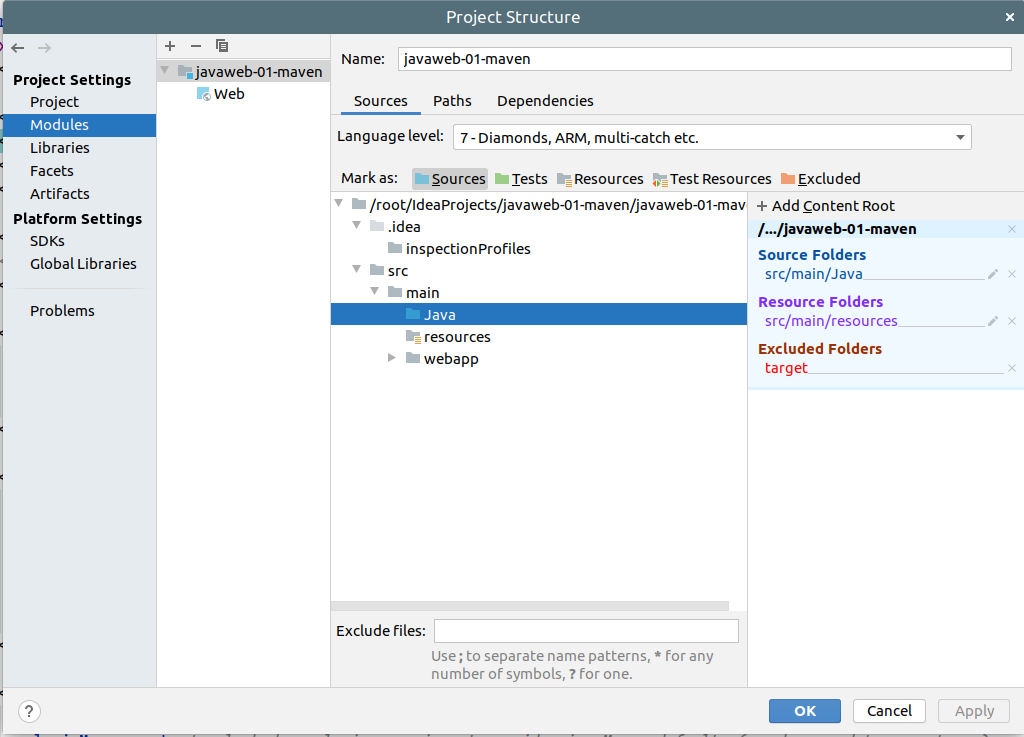 Project Structure
Project Settings
Project
Modules
Libraries
Facets
Artifacts
Platform Settings
SDKs
Global Libraries
Problems
javaweb-01-maven
Web
Name: javaweb-01-maven
Sources Paths Dependencies
Language level: 7 - Diamonds, ARM, multi-catch etc.
Mark as: Sources Tests Resources Test Resources Excluded
/root/IdeaProjects/javaweb-01-maven/javaweb-01-mav
.idea
inspectionProfiles
src
main
Java
resources
webapp
+ Add Content Root
/.../javaweb-01-maven
Source Folders
src/main/Java
Resource Folders
src/main/resources
Excluded Folders
target
Exclude files:
Use ; to separate name patterns, * for any
number of symbols, ? for one.
? OK Cancel Apply